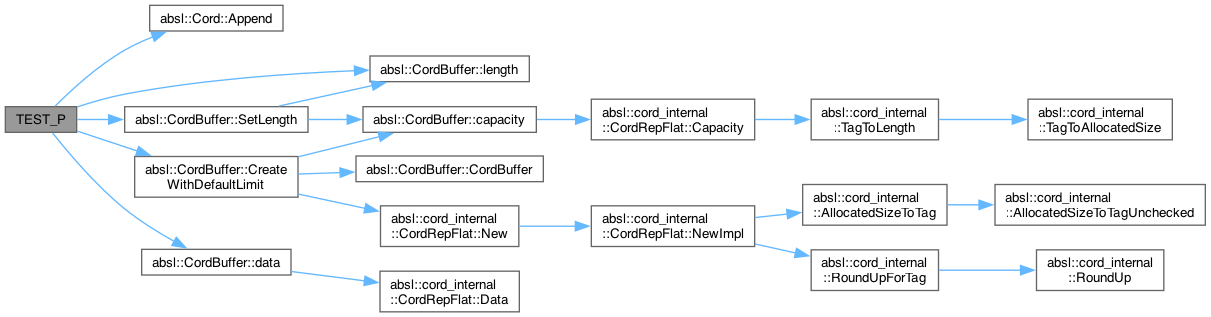 TEST_P
absl::Cord::Append
absl::CordBuffer::length
absl::CordBuffer::SetLength
absl::CordBuffer::capacity
absl::cord_internal
::CordRepFlat::Capacity
absl::cord_internal
::TagToLength
absl::cord_internal
::TagToAllocatedSize
absl::CordBuffer::Create
WithDefaultLimit
absl::CordBuffer::CordBuffer
absl::cord_internal
::CordRepFlat::New
absl::cord_internal
::CordRepFlat::NewImpl
absl::cord_internal
::AllocatedSizeToTag
absl::cord_internal
::AllocatedSizeToTagUnchecked
absl::cord_internal
::RoundUpForTag
absl::cord_internal
::RoundUp
absl::CordBuffer::data
absl::cord_internal
::CordRepFlat::Data